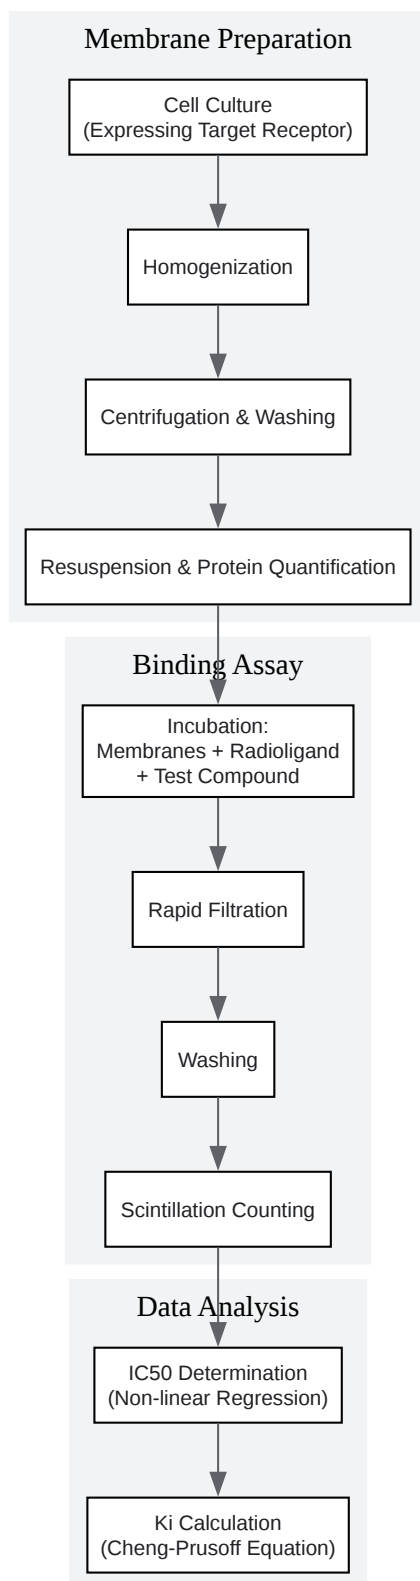 Membrane Preparation
Cell Culture
(Expressing Target Receptor)
Homogenization
Centrifugation & Washing
Resuspension & Protein Quantification
Binding Assay
Incubation:
Membranes + Radioligand
+ Test Compound
Rapid Filtration
Washing
Scintillation Counting
Data Analysis
IC50 Determination
(Non-linear Regression)
Ki Calculation
(Cheng-Prusoff Equation)